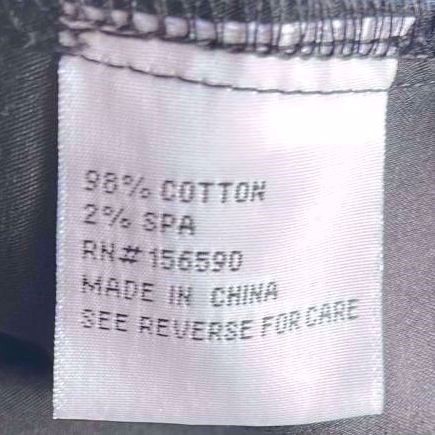 98% COTTON
2% SPA
RN# 156590
MADE IN CHINA
SEE REVERSE FOR CARE